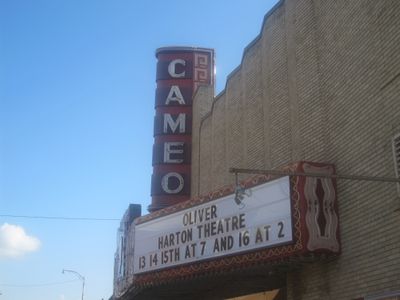 CAMEO
OLIVER
HARTON THEATRE
13 14 15TH AT 7 AND 16 AT 2